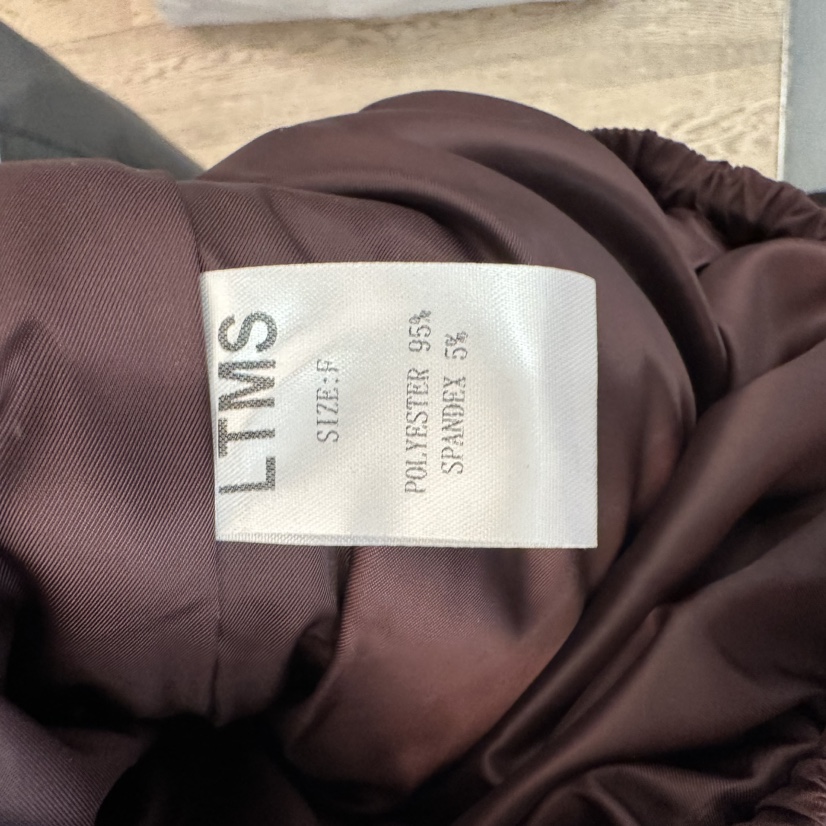 LTMS
SIZE:F
POLYESTER 95%
SPANDEX 5%